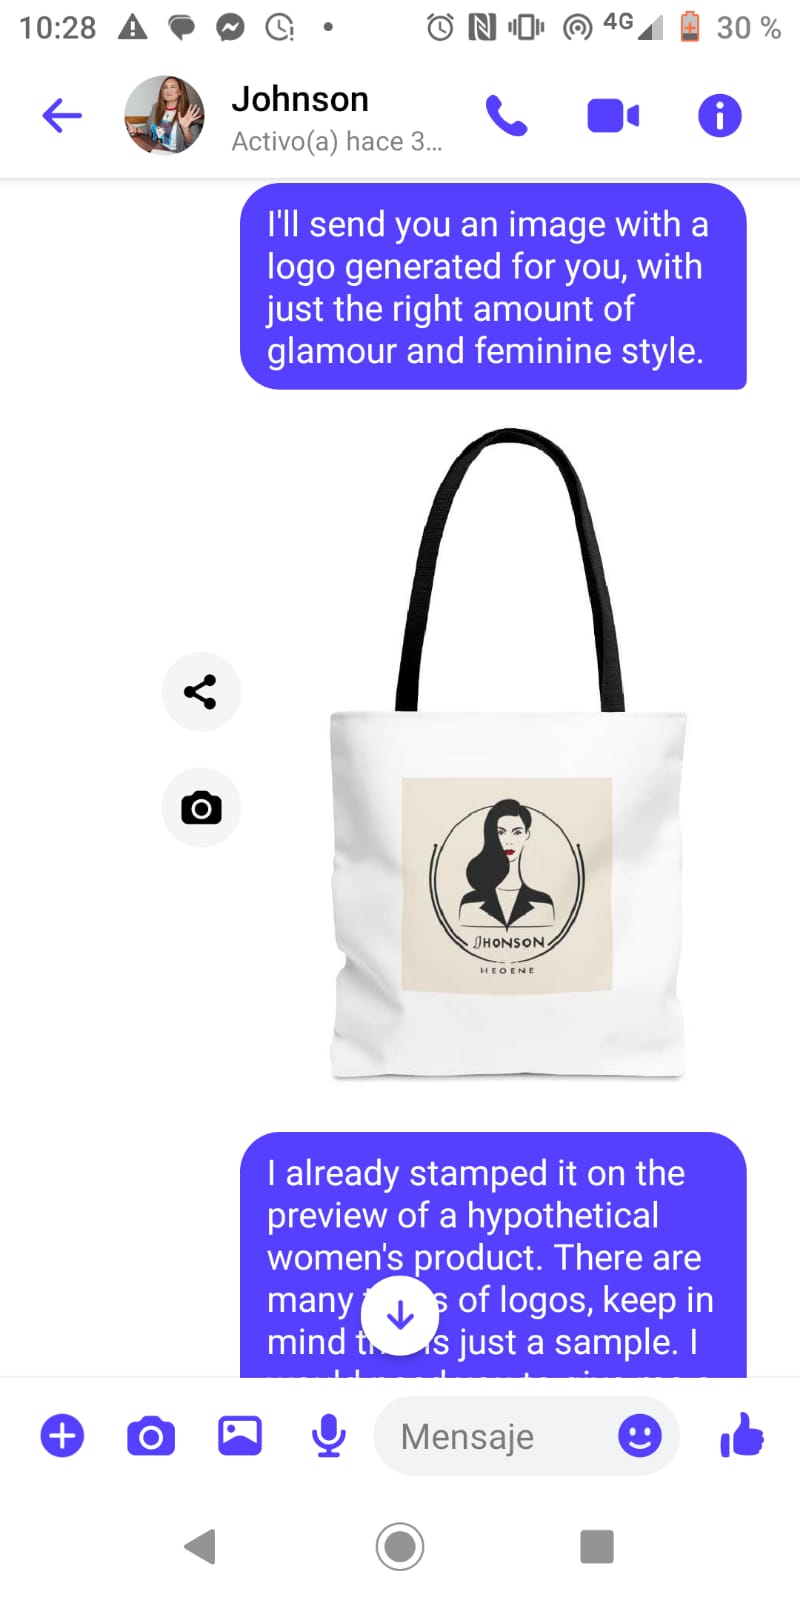 10:28
4G
30 %
Johnson
Activo(a) hace 3...
I'll send you an image with a
logo generated for you, with
just the right amount of
glamour and feminine style.
JHONSON
HEOENE
I already stamped it on the
preview of a hypothetical
women's product. There are
many of logos, keep in
mind just a sample. I
Mensaje